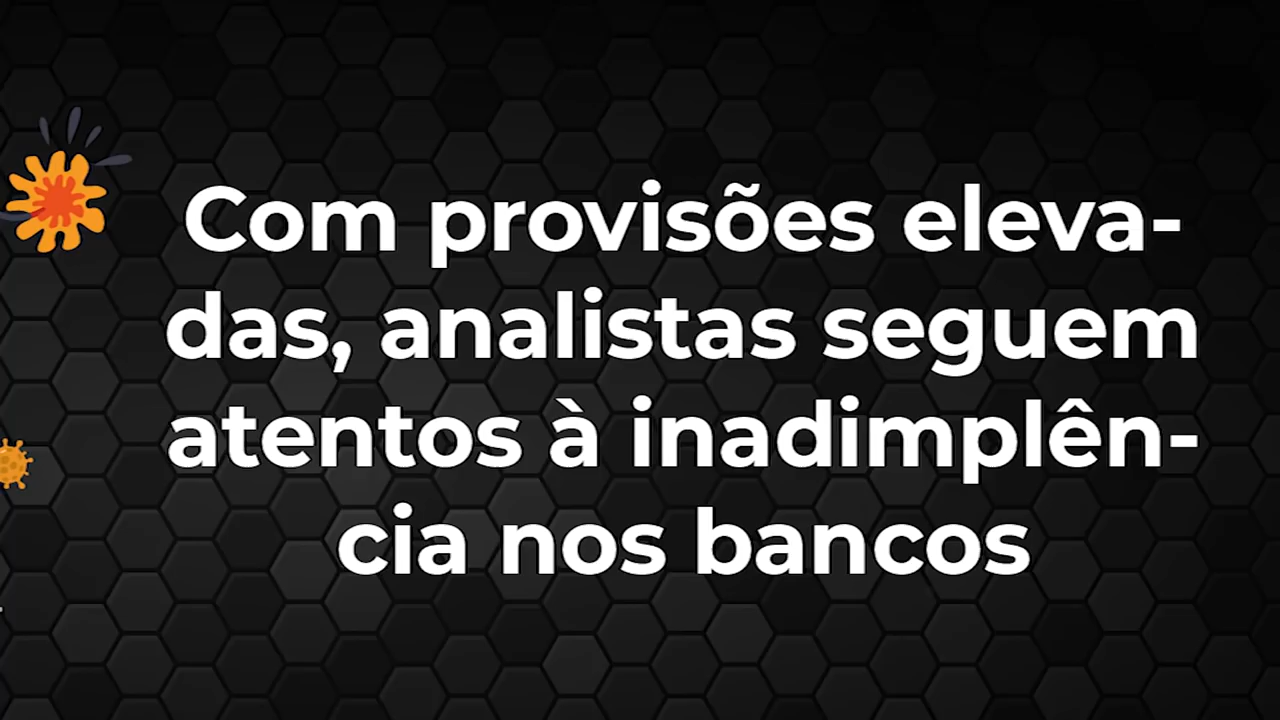 Com provisões eleva-
das, analistas seguem
atentos à inadimplên-
cia nos bancos